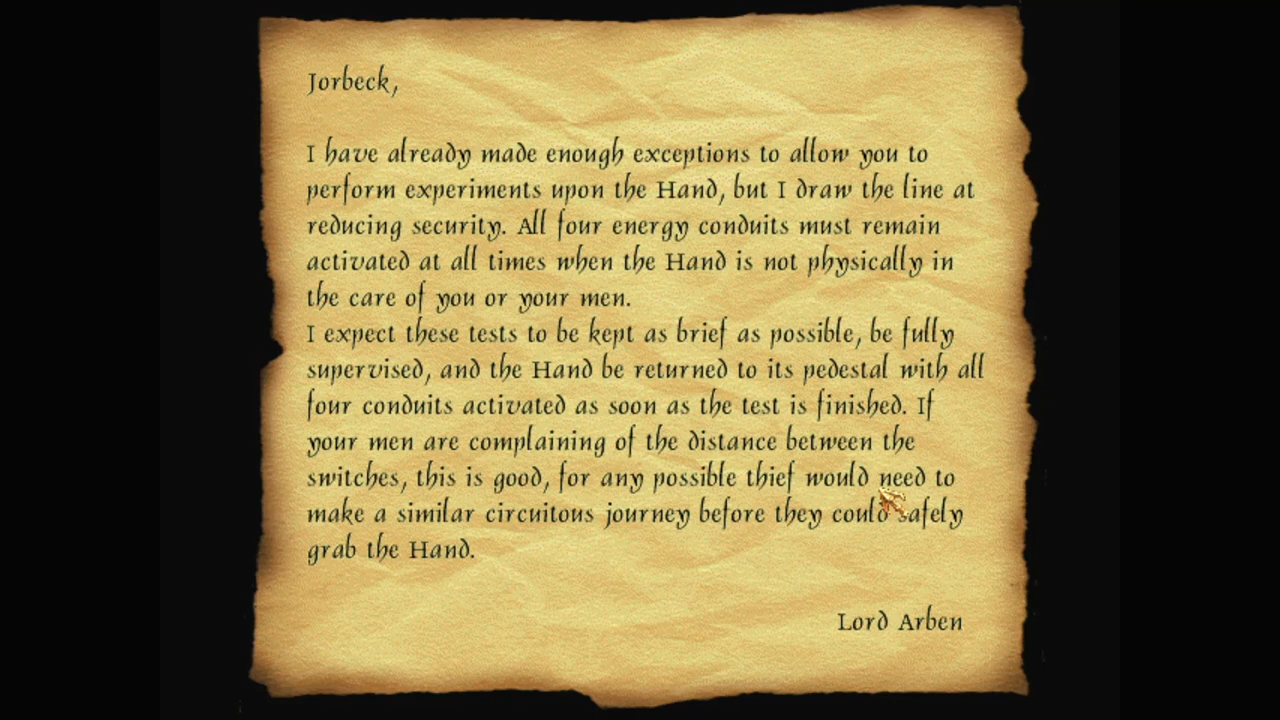 Jorbeck,
I have already made enough exceptions to allow you to
perform experiments upon the Hand, but I draw the line at
reducing security. All four energy conduits must remain
activated at all times when the Hand is not physically in
the care of you or your men.
I expect these tests to be kept as brief as possible, be fully
supervised, and the Hand be returned to its pedestal with all
four conduits activated as soon as the test is finished. If
your men are complaining of the distance between the
switches, this is good, for any possible thief would need to
make a similar circuitous journey before they could safely
grab the Hand.
Lord Arben